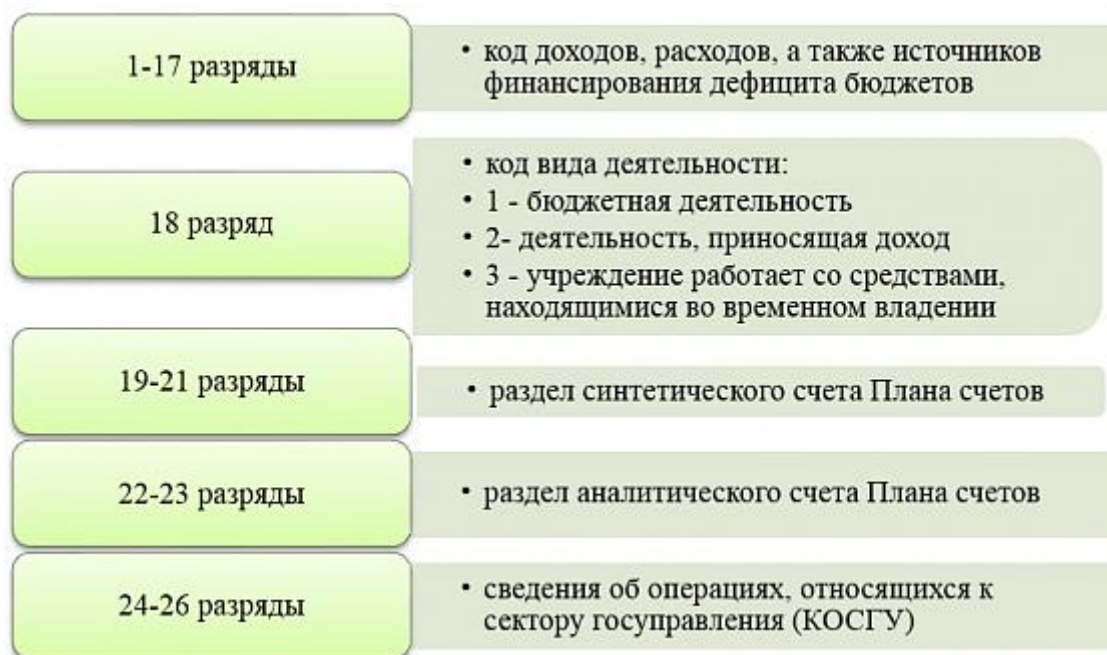 1-17 разряды
• код доходов, расходов, а также источников
финансирования дефицита бюджетов
18 разряд
• код вида деятельности:
• 1 - бюджетная деятельность
• 2- деятельность, приносящая доход
• 3 - учреждение работает со средствами,
находящимися во временном владении
19-21 разряды
• раздел синтетического счета Плана счетов
22-23 разряды
• раздел аналитического счета Плана счетов
24-26 разряды
• сведения об операциях, относящихся к
сектору госуправления (КОСГУ)